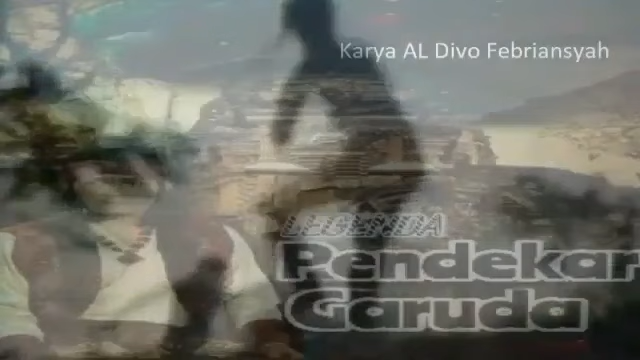 Karya AL Divo Febriansyah
LEGENDA
Pendekar
Garuda